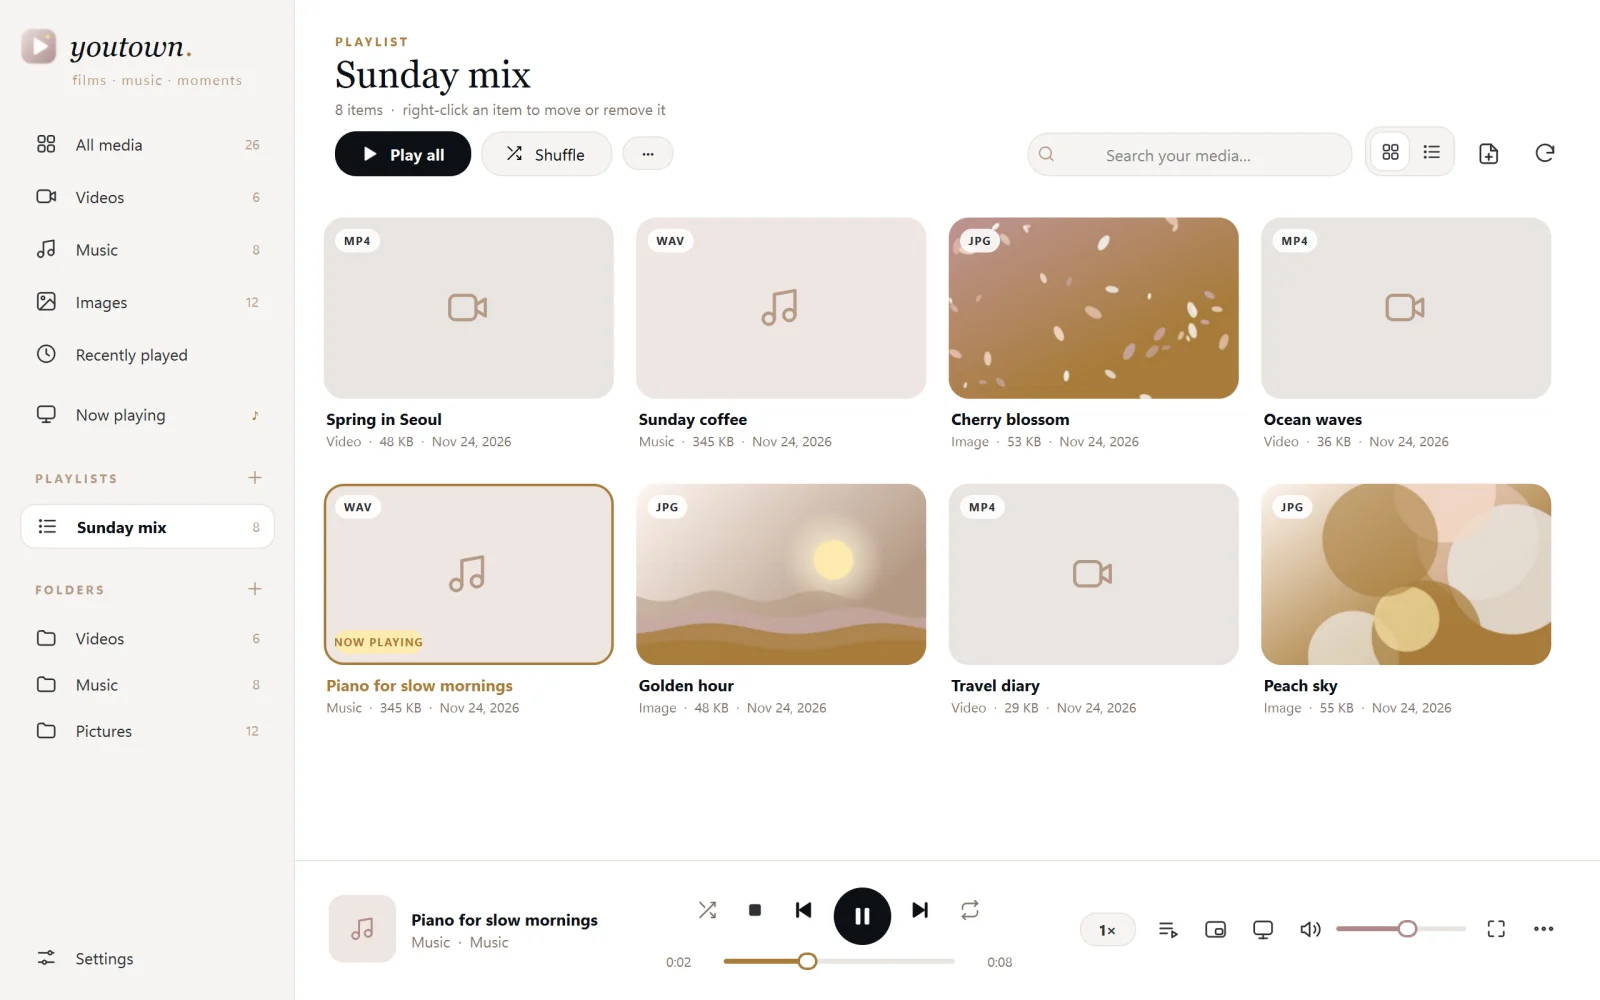 youtown.
films · music · moments
All media 26
Videos 6
Music 8
Images 12
Recently played
Now playing ♪
PLAYLISTS +
Sunday mix 8
FOLDERS +
Videos 6
Music 8
Pictures 12
Settings
PLAYLIST
Sunday mix
8 items · right-click an item to move or remove it
Play all
Shuffle
···
Search your media...
MP4
Spring in Seoul
Video · 48 KB · Nov 24, 2026
WAV
Sunday coffee
Music · 345 KB · Nov 24, 2026
JPG
Cherry blossom
Image · 53 KB · Nov 24, 2026
MP4
Ocean waves
Video · 36 KB · Nov 24, 2026
WAV
NOW PLAYING
Piano for slow mornings
Music · 345 KB · Nov 24, 2026
JPG
Golden hour
Image · 48 KB · Nov 24, 2026
MP4
Travel diary
Video · 29 KB · Nov 24, 2026
JPG
Peach sky
Image · 55 KB · Nov 24, 2026
Piano for slow mornings
Music · Music
0:02
0:08
1×